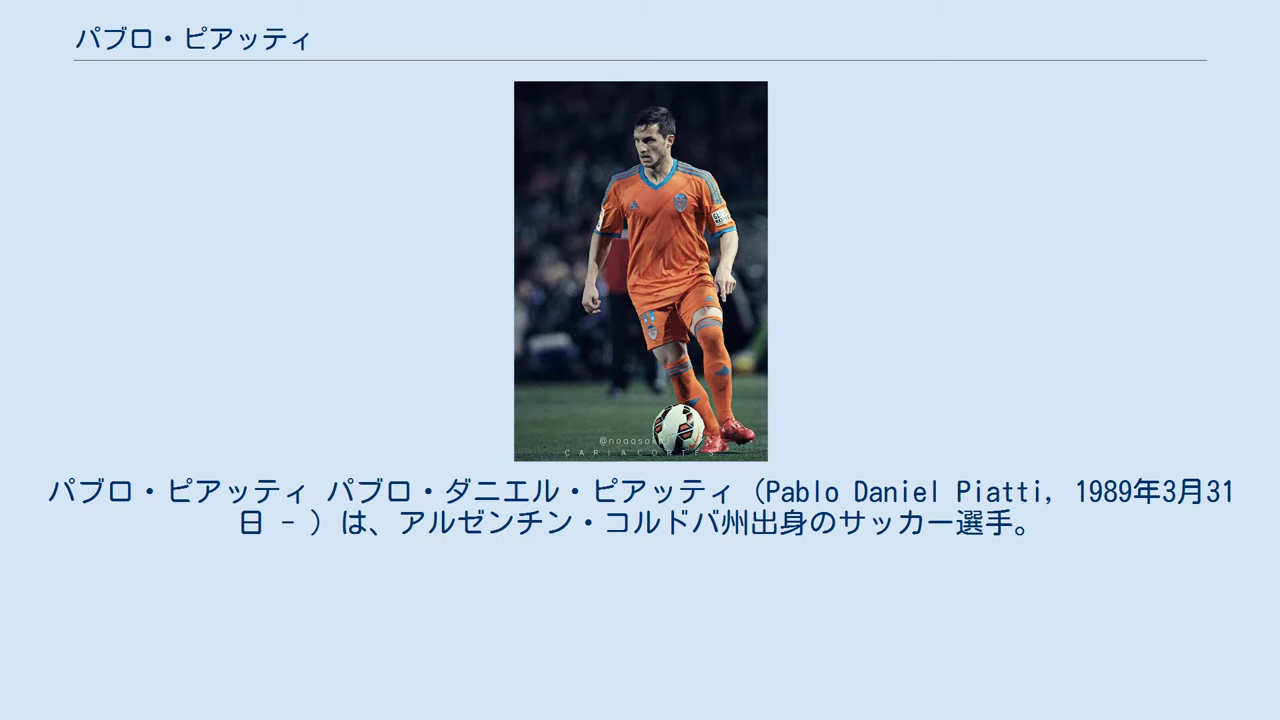 パブロ・ピアッティ
@noaasok
CARLACORTES
パブロ・ピアッティ パブロ・ダニエル・ピアッティ（Pablo Daniel Piatti, 1989年3月31
日 - ）は、アルゼンチン・コルドバ州出身のサッカー選手。